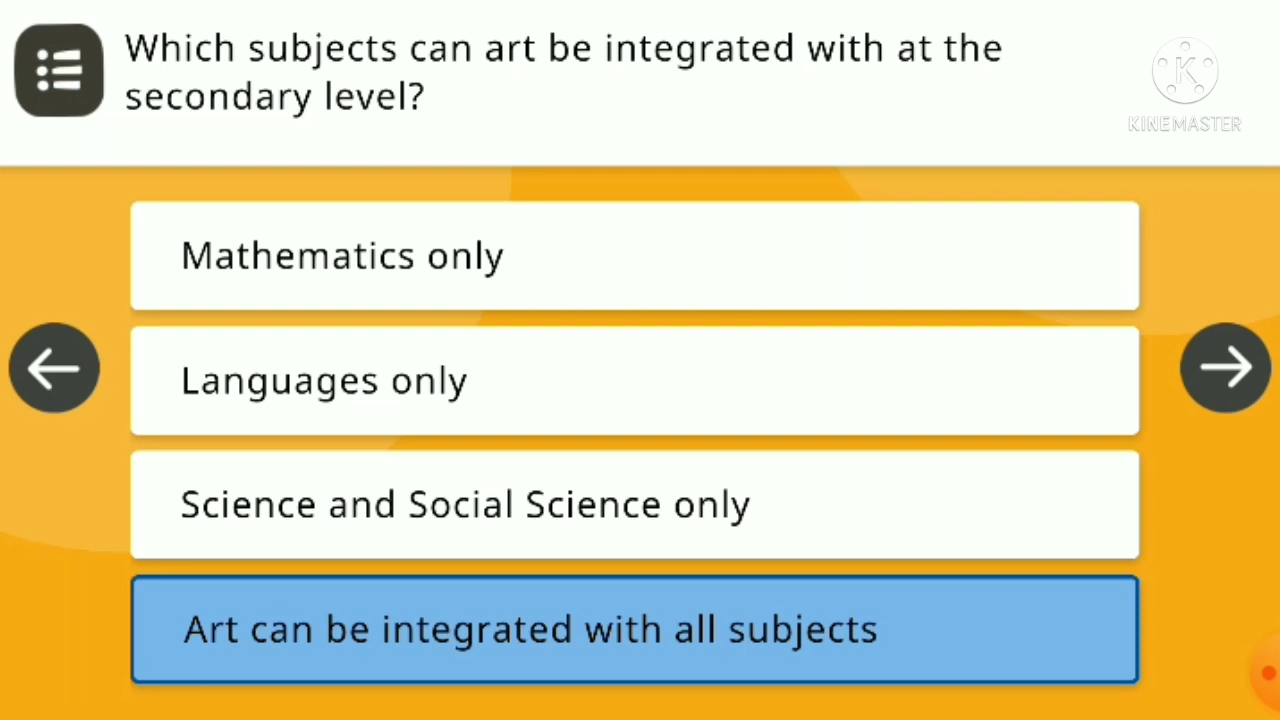 Which subjects can art be integrated with at the
secondary level?
KINEMASTER
Mathematics only
Languages only
Science and Social Science only
Art can be integrated with all subjects